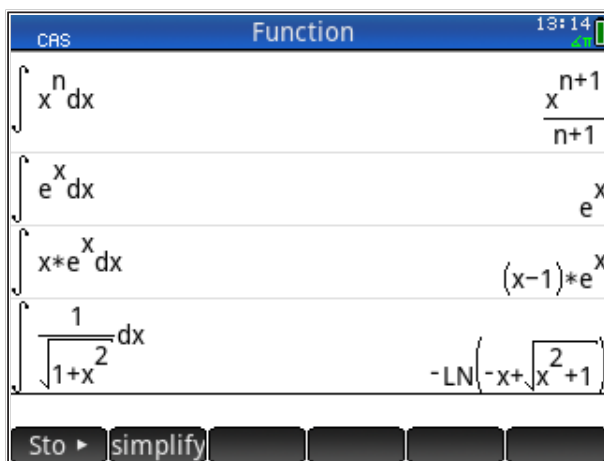 CAS Function 13:14 ∡π
∫ x^n dx
x^(n+1)/(n+1)
∫ e^x dx
e^x
∫ x*e^x dx
(x-1)*e^x
∫ 1/√(1+x^2) dx
-LN(-x+√(x^2+1))
Sto ▸ simplify